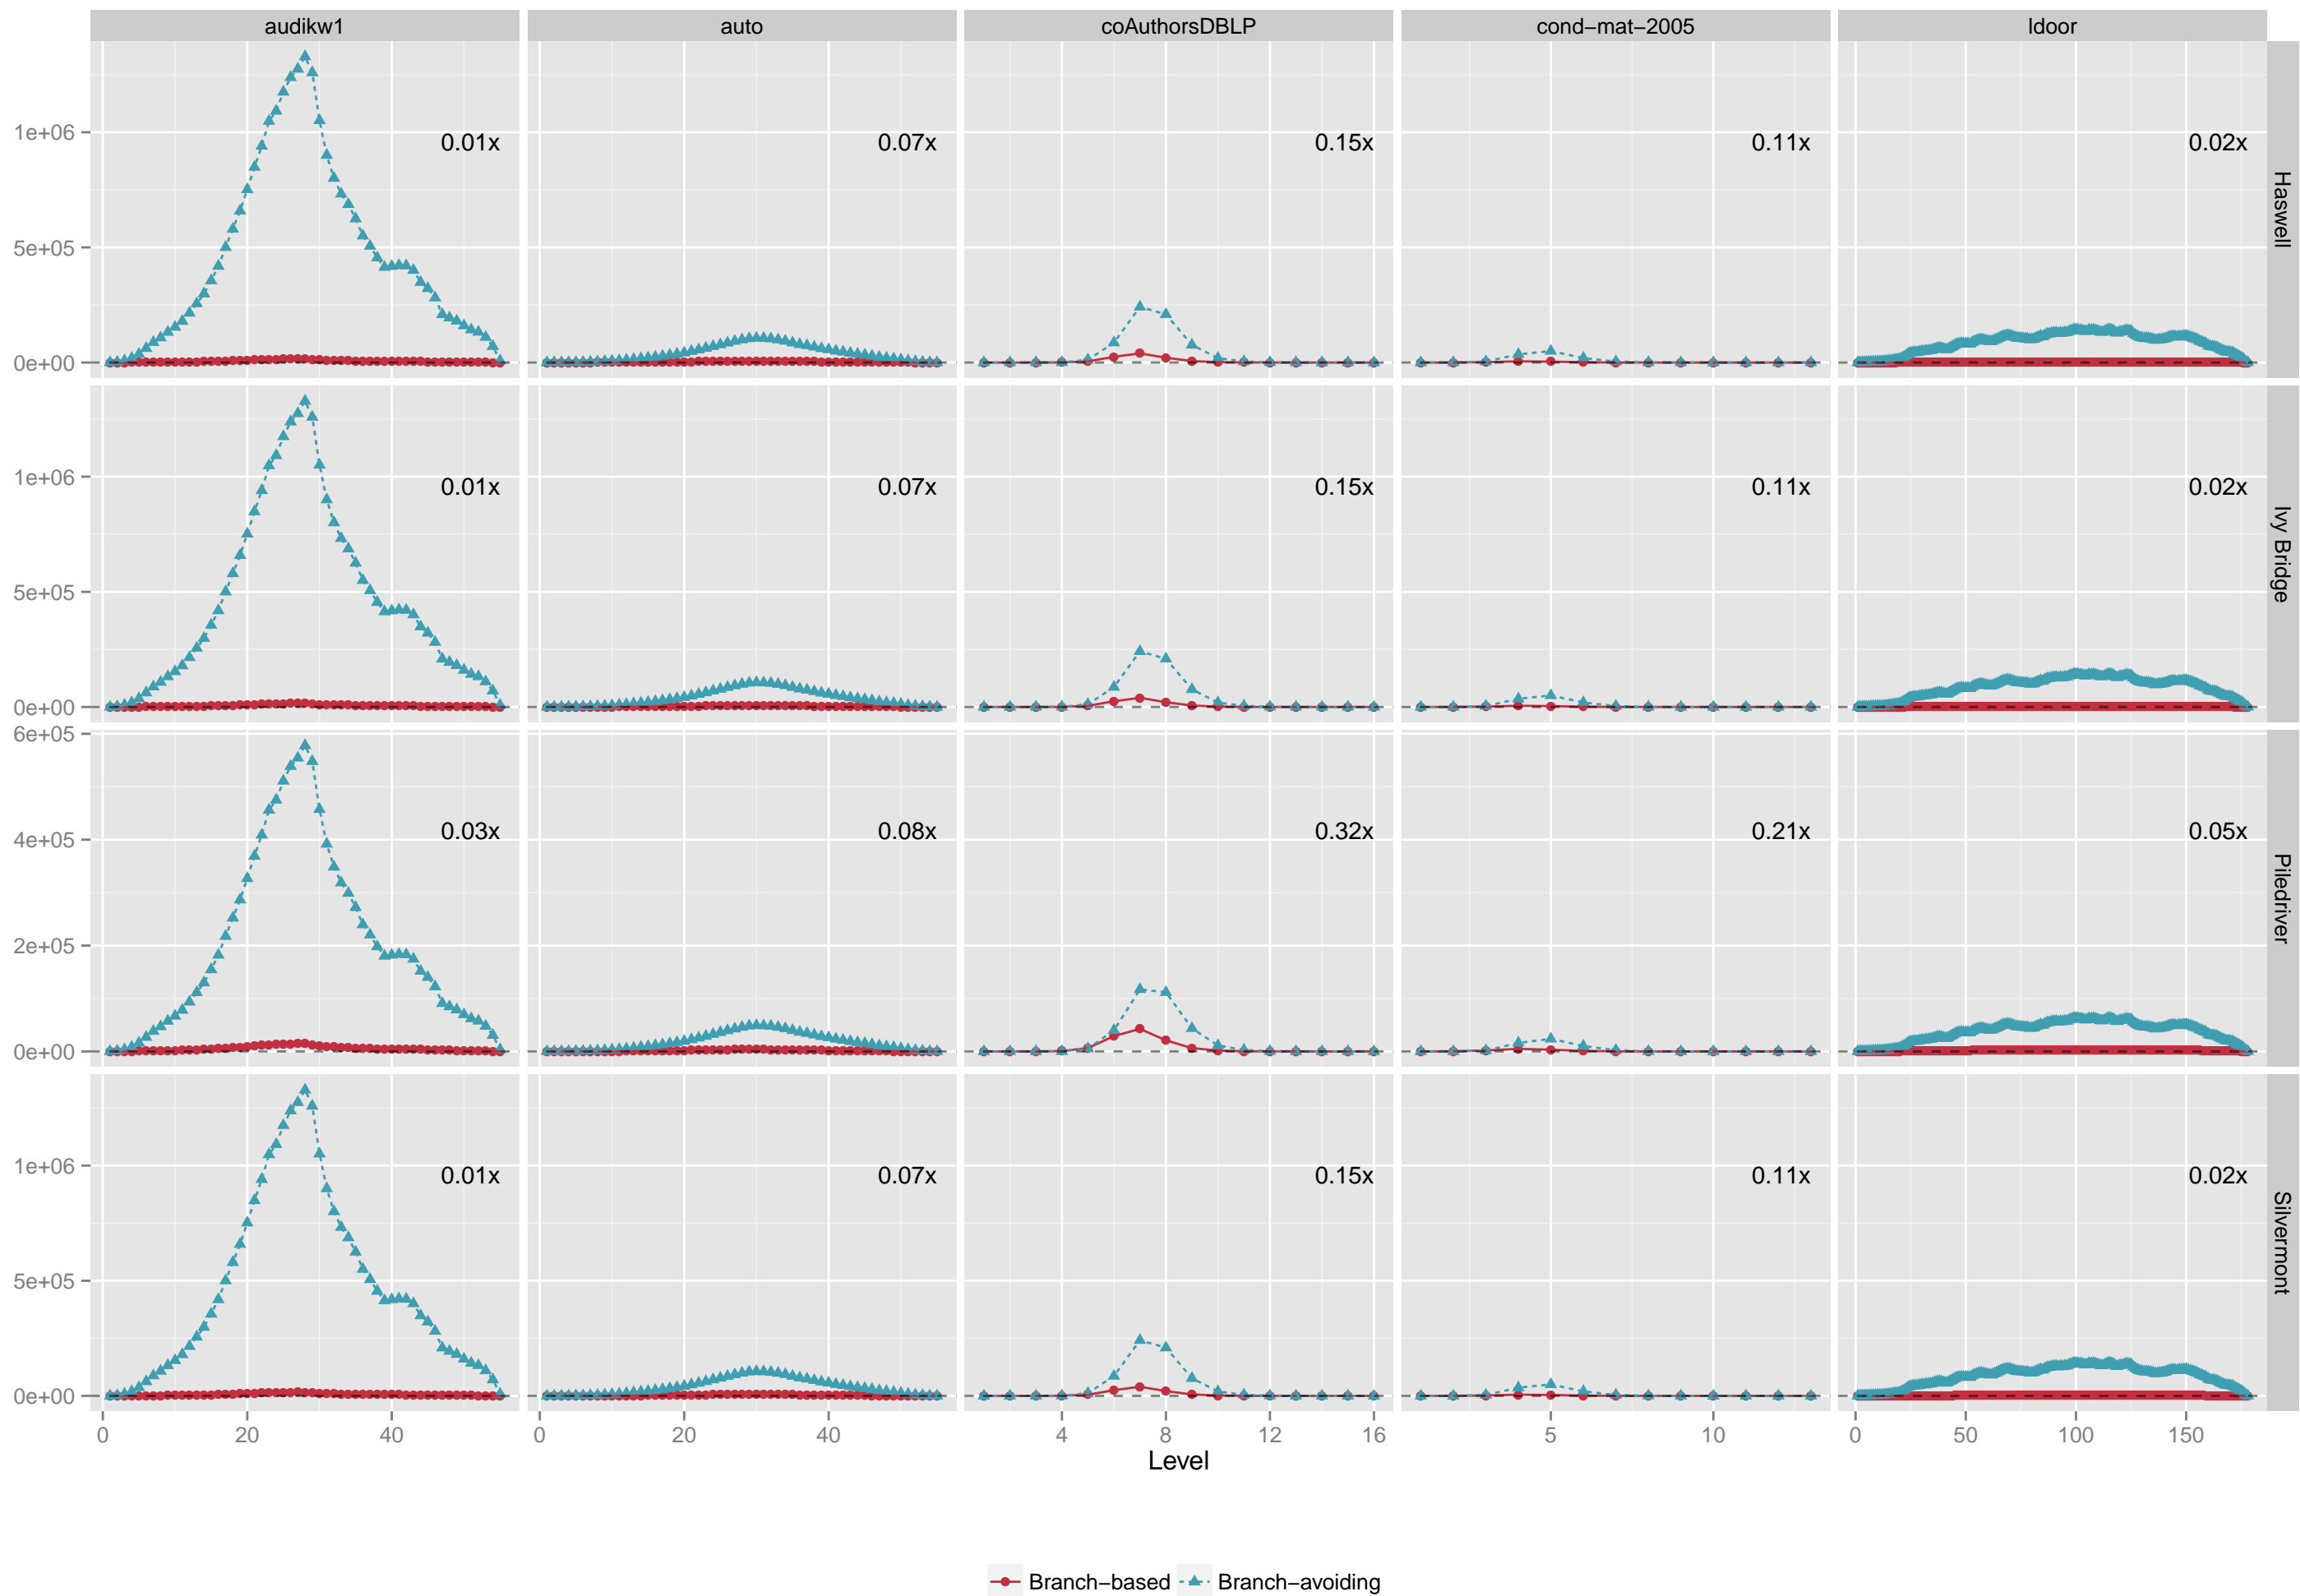 audikw1 auto coAuthorsDBLP cond−mat−2005 ldoor
1e+06
5e+05
0e+00
0.01x 0.07x 0.15x 0.11x 0.02x
Haswell
1e+06
5e+05
0e+00
0.01x 0.07x 0.15x 0.11x 0.02x
Ivy Bridge
6e+05
4e+05
2e+05
0e+00
0.03x 0.08x 0.32x 0.21x 0.05x
Piledriver
1e+06
5e+05
0e+00
0.01x 0.07x 0.15x 0.11x 0.02x
Silvermont
0 20 40 0 20 40 4 8 12 16 5 10 0 50 100 150
Level
Branch−based Branch−avoiding